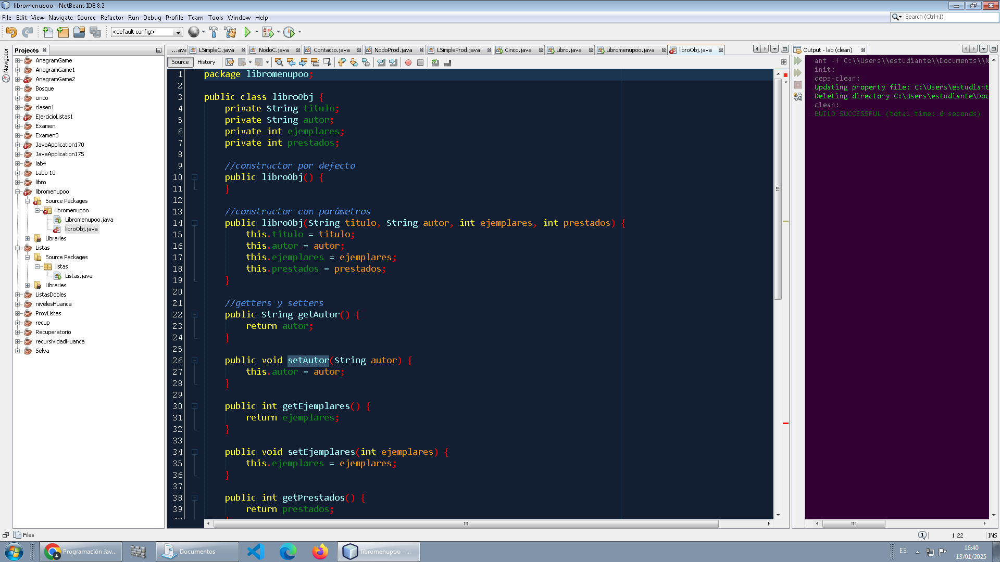 libromenupoo - NetBeans IDE 8.2
File Edit View Navigate Source Refactor Run Debug Profile Team Tools Window Help
Search (Ctrl+I)
<default config>
Navigator
Projects
AnagramGame
AnagramGame1
AnagramGame2
Bosque
cinco
clasen1
EjercicioListas1
Examen
Examen3
JavaApplication170
JavaApplication175
lab4
Labo 10
libro
libromenupoo
Source Packages
libromenupoo
Libromenupoo.java
libroObj.java
Libraries
Listas
Source Packages
listas
Listas.java
Libraries
ListasDobles
nivelesHuanca
ProyListas
recup
Recuperatorio
recursividadHuanca
Selva
...ava LSimpleC.java NodoC.java Contacto.java NodoProd.java LSimpleProd.java Cinco.java Libro.java Libromenupoo.java libroObj.java
Source History
1 package libromenupoo;
2
3 public class libroObj {
4 private String titulo;
5 private String autor;
6 private int ejemplares;
7 private int prestados;
8
9 //constructor por defecto
10 public libroObj() {
11 }
12
13 //constructor con parámetros
14 public libroObj(String titulo, String autor, int ejemplares, int prestados) {
15 this.titulo = titulo;
16 this.autor = autor;
17 this.ejemplares = ejemplares;
18 this.prestados = prestados;
19 }
20
21 //getters y setters
22 public String getAutor() {
23 return autor;
24 }
25
26 public void setAutor(String autor) {
27 this.autor = autor;
28 }
29
30 public int getEjemplares() {
31 return ejemplares;
32 }
33
34 public void setEjemplares(int ejemplares) {
35 this.ejemplares = ejemplares;
36 }
37
38 public int getPrestados() {
39 return prestados;
Output - lab (clean)
ant -f C:\\Users\\estudiante\\Documents\\N
init:
deps-clean:
Updating property file: C:\Users\estudiant
Deleting directory C:\Users\estudiante\Doc
clean:
BUILD SUCCESSFUL (total time: 0 seconds)
Files
1
1:22
INS
Programación Jav...
Documentos
libromenupoo - ...
ES
16:40
13/01/2025